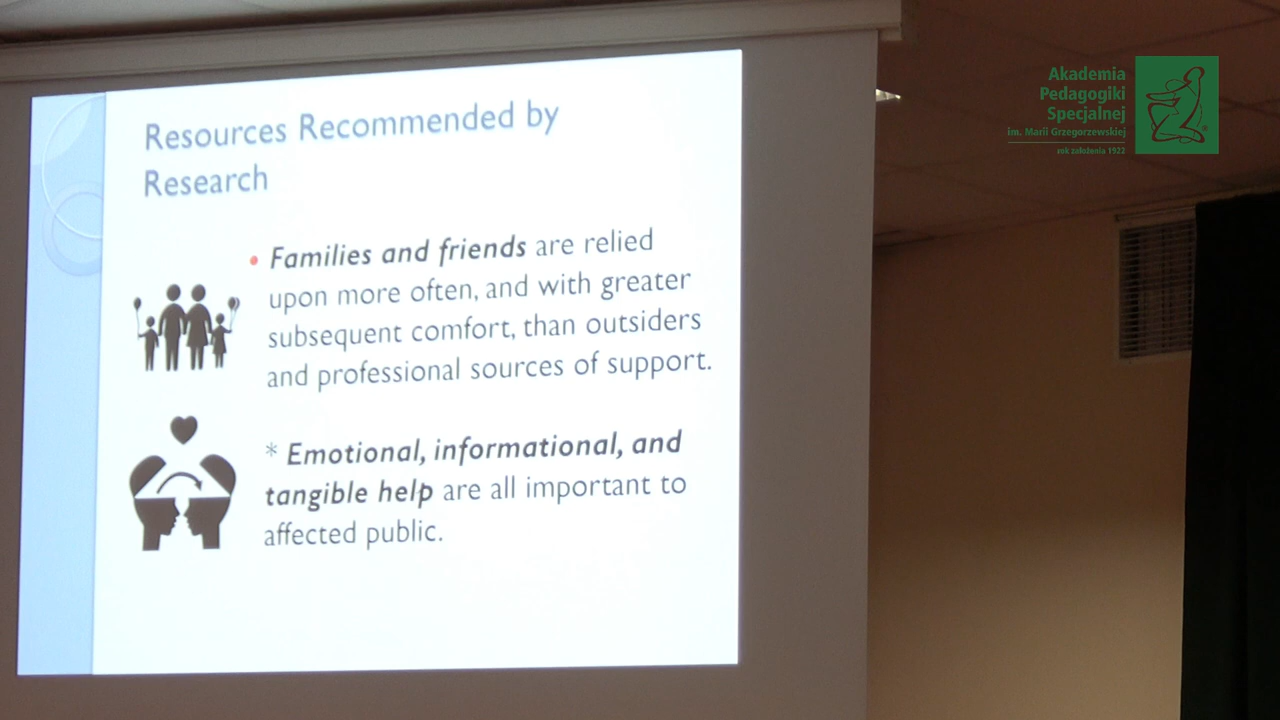 Resources Recommended by
Research
• Families and friends are relied
upon more often, and with greater
subsequent comfort, than outsiders
and professional sources of support.
* Emotional, informational, and
tangible help are all important to
affected public.
Akademia
Pedagogiki
Specjalnej
im. Marii Grzegorzewskiej
rok założenia 1922
®